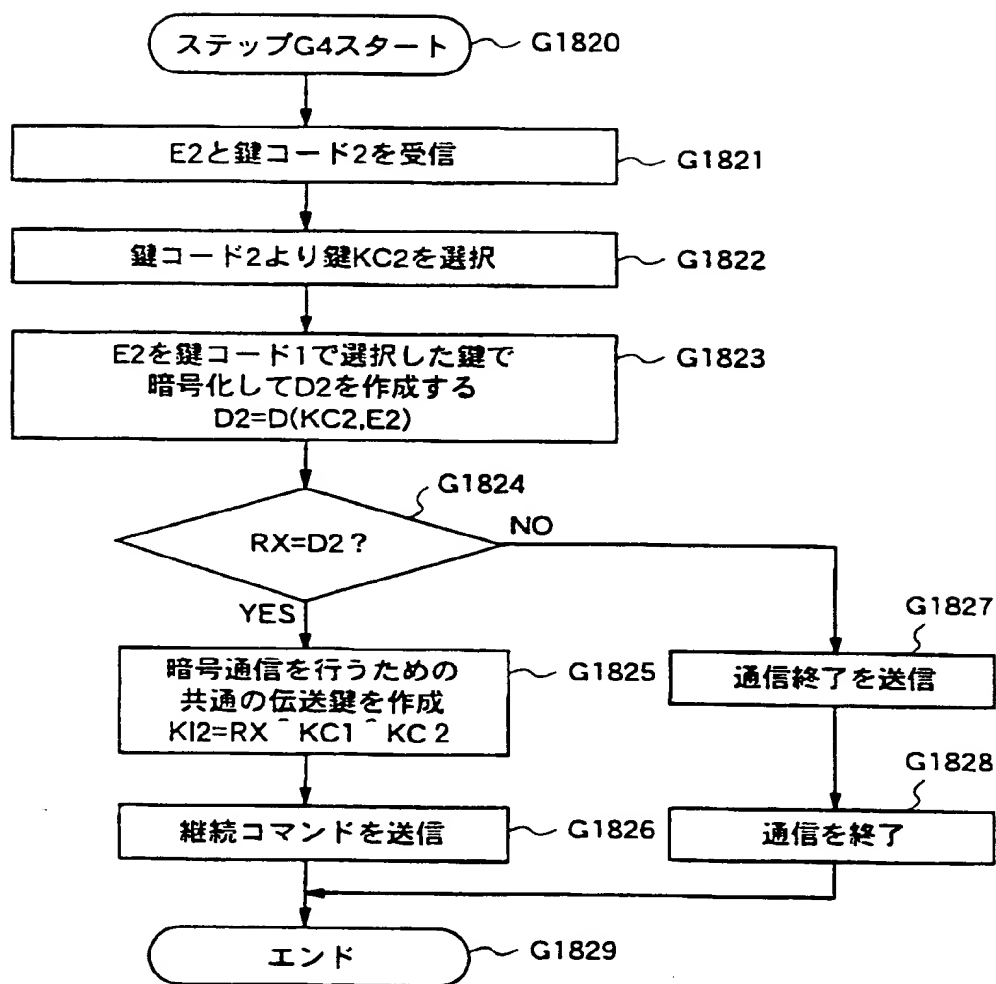 ステップG4スタート
G1820
E2と鍵コード2を受信
G1821
鍵コード2より鍵KC2を選択
G1822
E2を鍵コード1で選択した鍵で
暗号化してD2を作成する
D2=D(KC2,E2)
G1823
G1824
RX=D2?
NO
YES
G1827
暗号通信を行うための
共通の伝送鍵を作成
KI2=RX^KC1^KC2
G1825
通信終了を送信
G1828
継続コマンドを送信
G1826
通信を終了
エンド
G1829